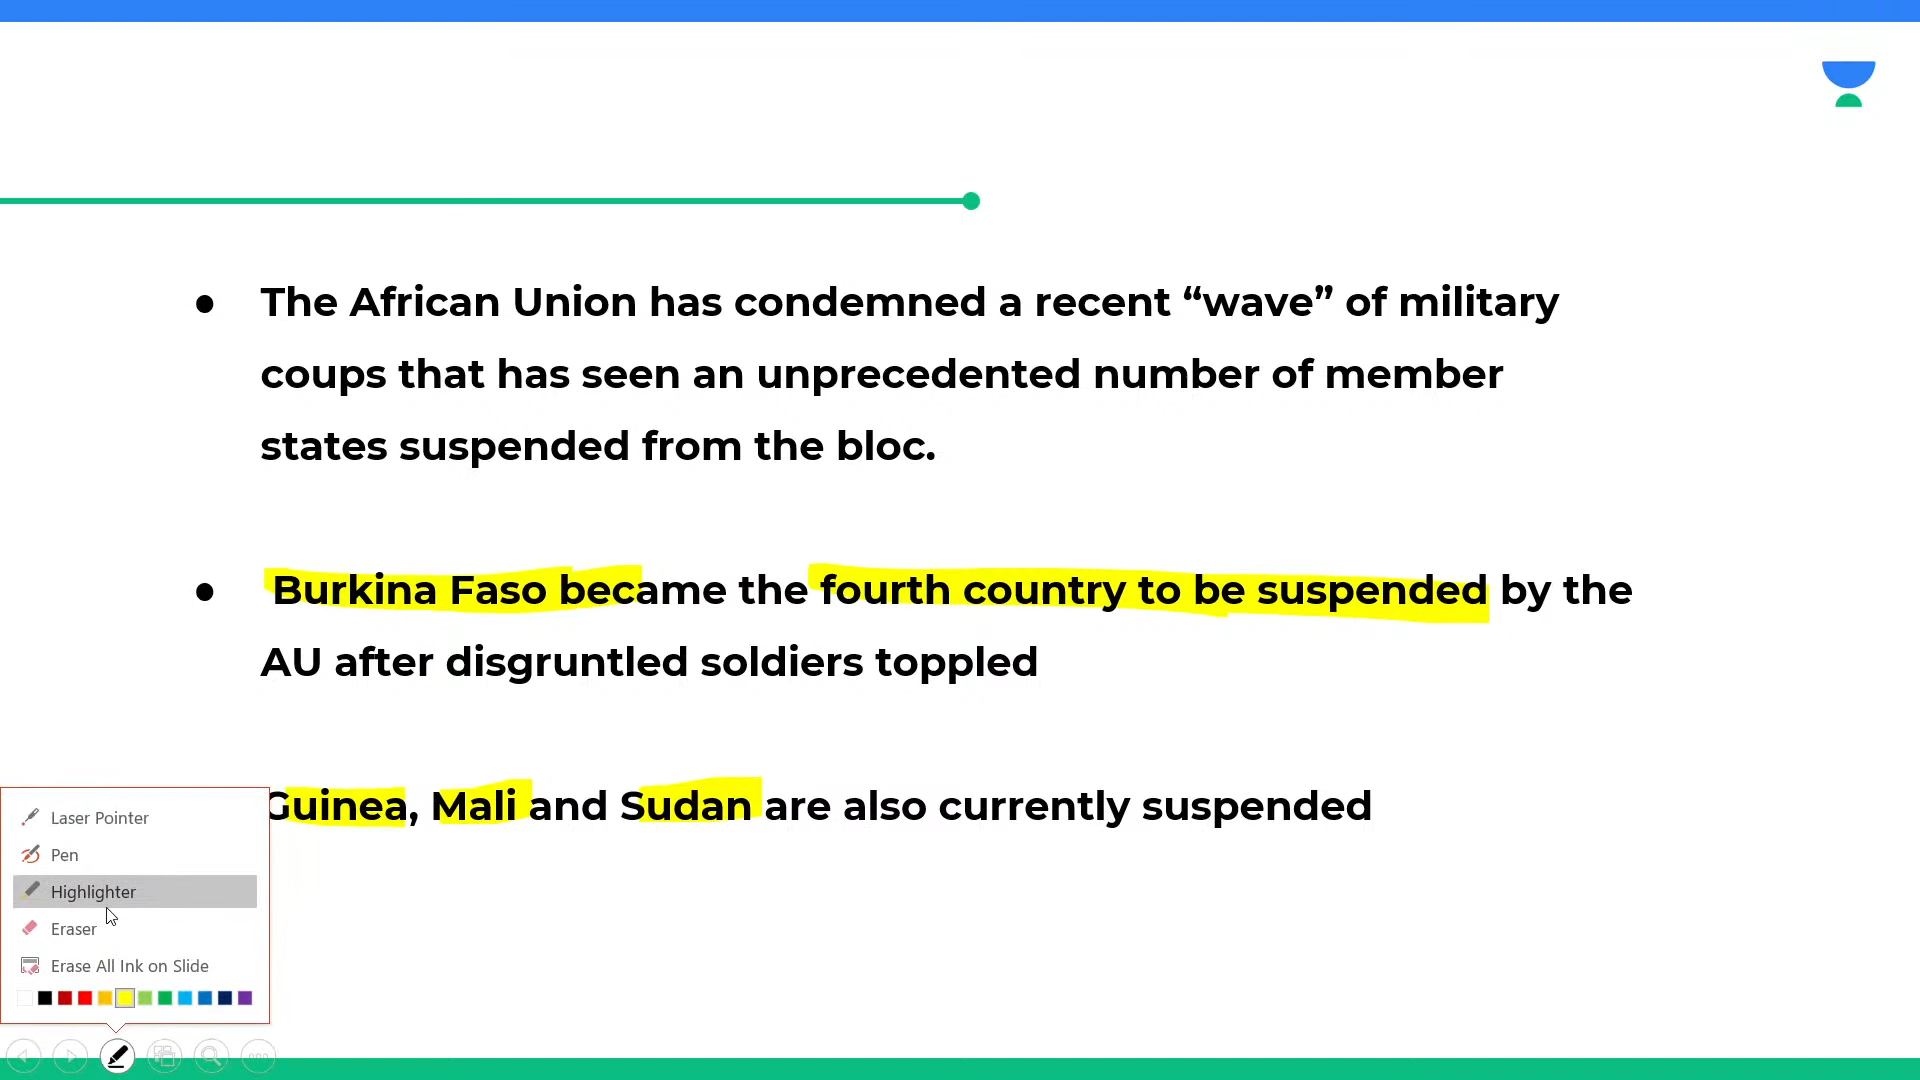 ● The African Union has condemned a recent “wave” of military
coups that has seen an unprecedented number of member
states suspended from the bloc.
● Burkina Faso became the fourth country to be suspended by the
AU after disgruntled soldiers toppled
Guinea, Mali and Sudan are also currently suspended
Laser Pointer
Pen
Highlighter
Eraser
Erase All Ink on Slide